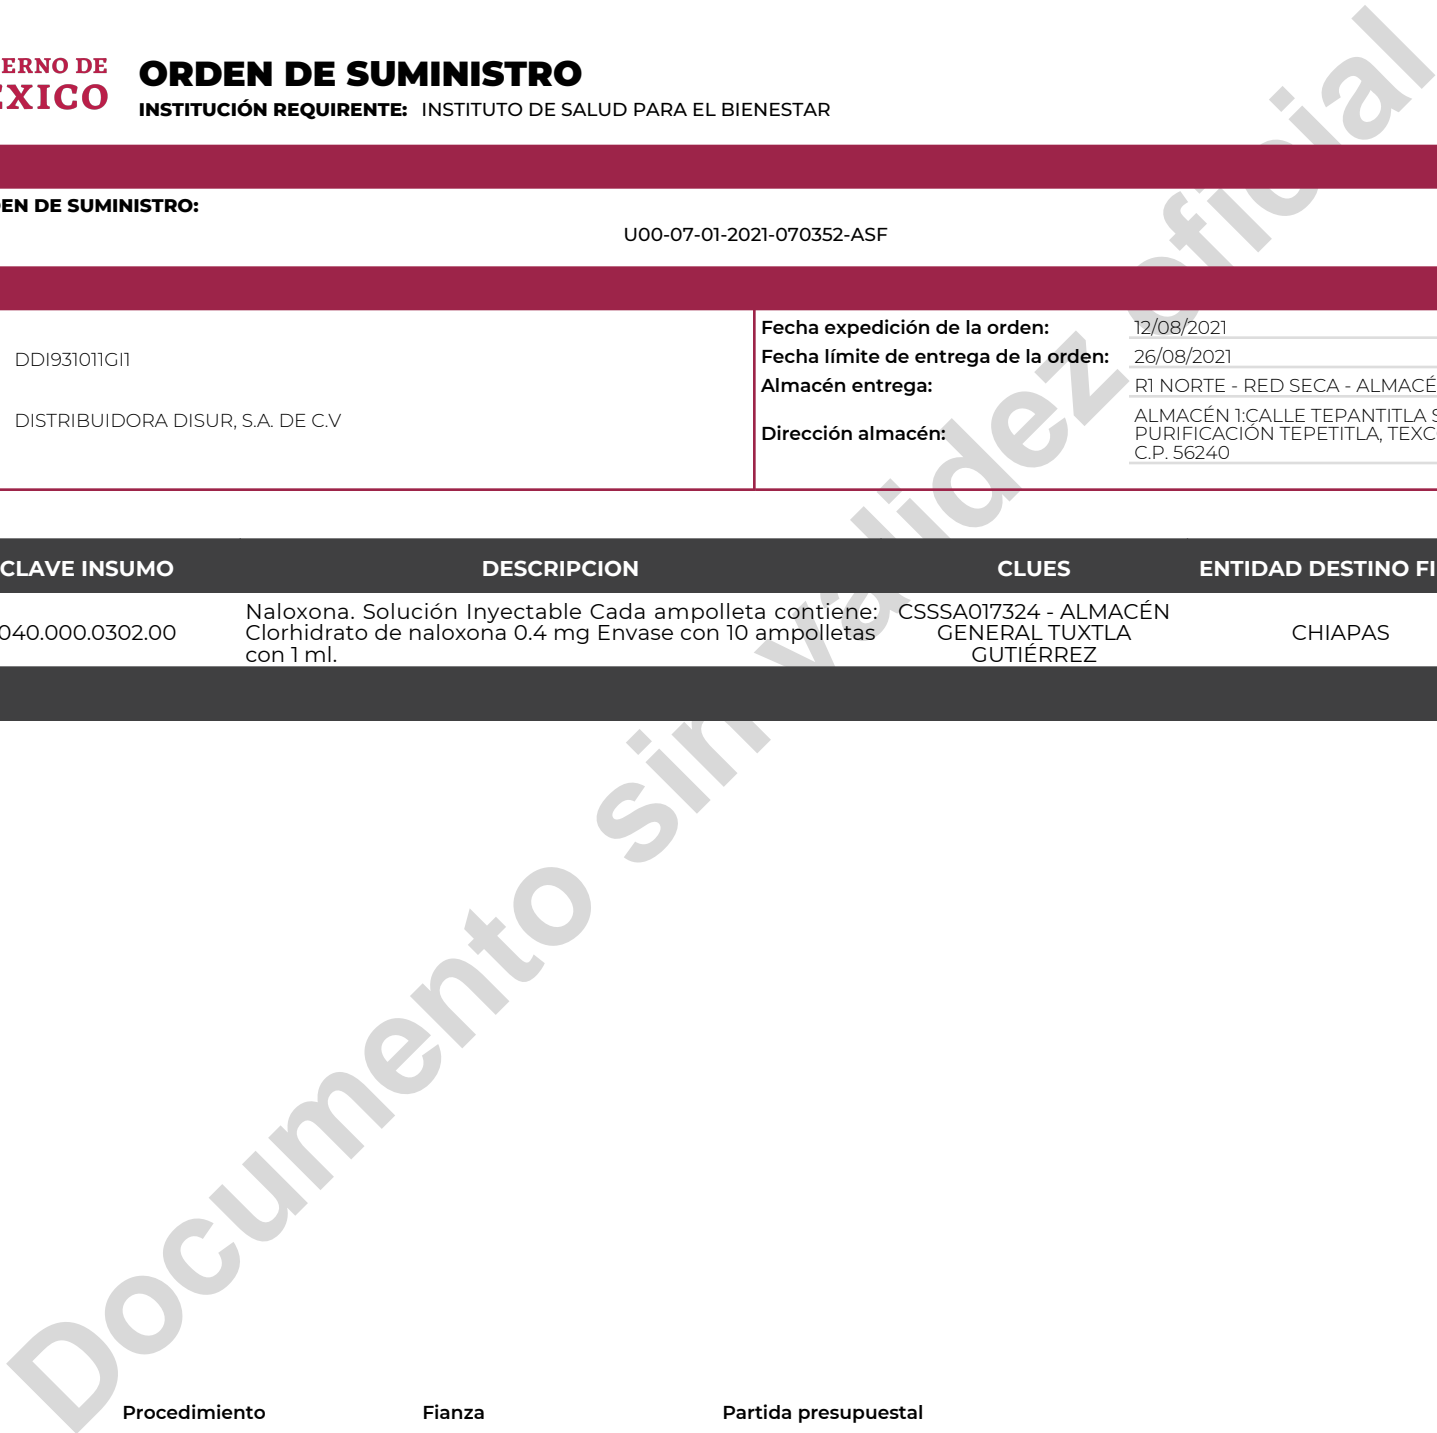 ERNO DE
EXICO
ORDEN DE SUMINISTRO
INSTITUCIÓN REQUIRENTE: INSTITUTO DE SALUD PARA EL BIENESTAR
EN DE SUMINISTRO:
U00-07-01-2021-070352-ASF
DDI931011GI1
DISTRIBUIDORA DISUR, S.A. DE C.V
Fecha expedición de la orden: 12/08/2021
Fecha límite de entrega de la orden: 26/08/2021
Almacén entrega: R1 NORTE - RED SECA - ALMACÉ
Dirección almacén:
ALMACÉN 1:CALLE TEPANTITLA S
PURIFICACIÓN TEPETITLA, TEXC
C.P. 56240
CLAVE INSUMO DESCRIPCION CLUES ENTIDAD DESTINO FI
040.000.0302.00
Naloxona. Solución Inyectable Cada ampolleta contiene:
Clorhidrato de naloxona 0.4 mg Envase con 10 ampolletas
con 1 ml.
CSSSA017324 - ALMACÉN
GENERAL TUXTLA
GUTIÉRREZ
CHIAPAS
Documento sin validez oficial
Procedimiento Fianza Partida presupuestal